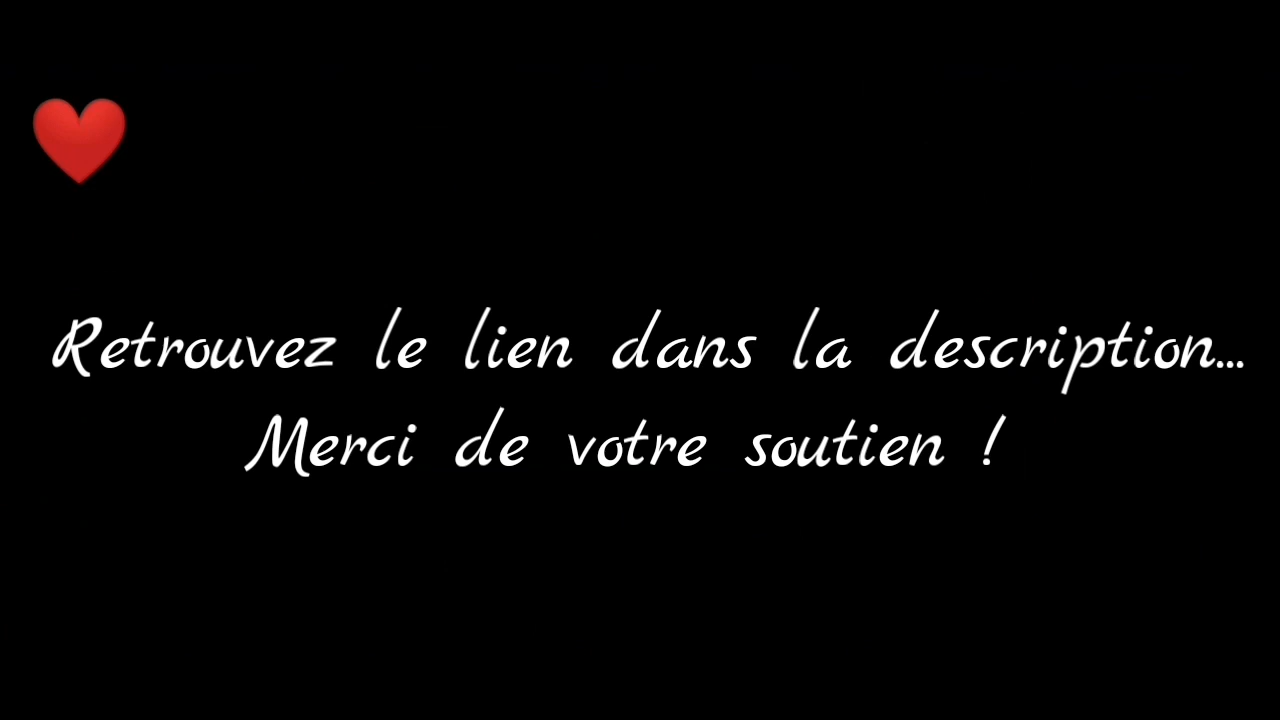 Retrouvez le lien dans la description...
Merci de votre soutien !